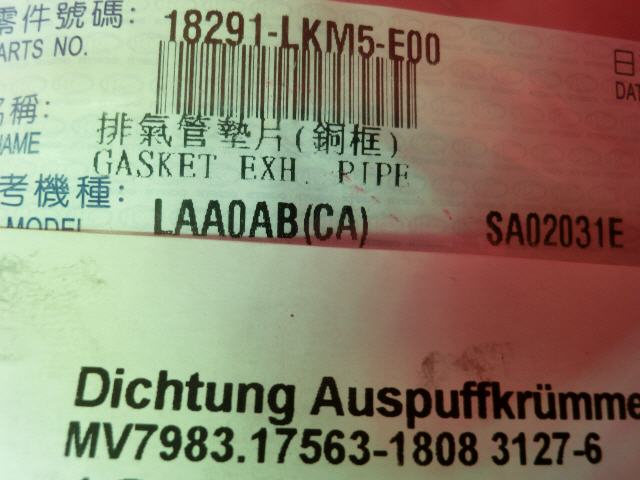 零件號碼: 18291-LKM5-E00
PARTS NO.
日
DAT
名稱: 排氣管墊片(銅框)
NAME GASKET EXH. PIPE
考機種: LAA0AB(CA) SA02031E
MODEL
Dichtung Auspuffkrümme
MV7983.17563-1808 3127-6